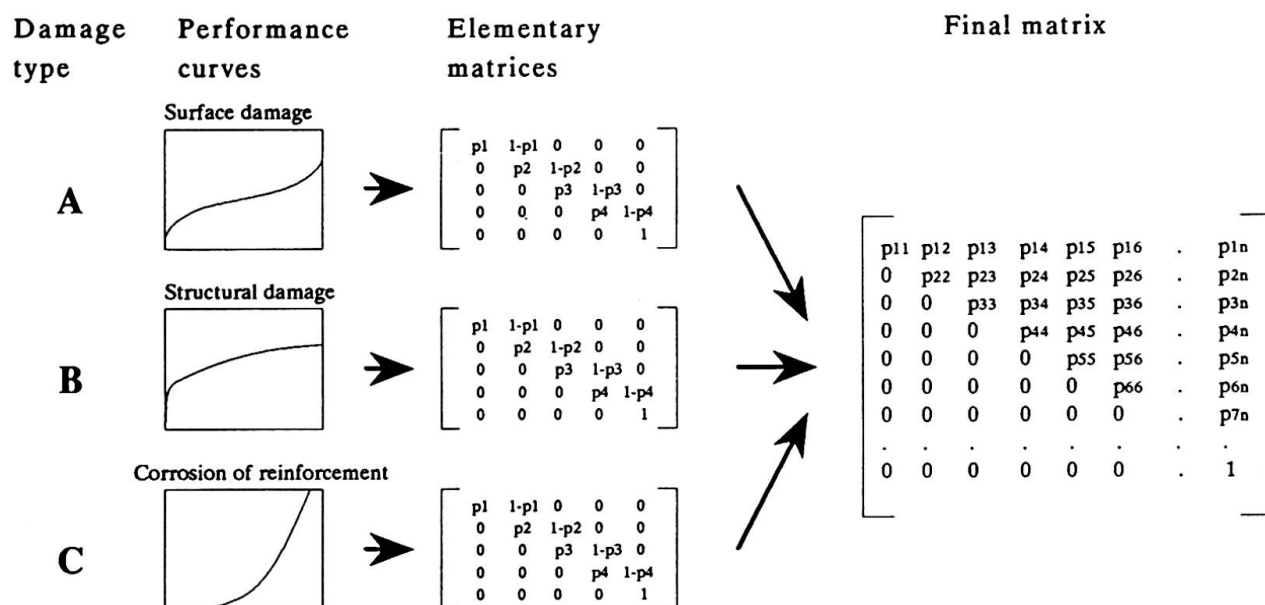 Damage type
Performance curves
Elementary matrices
Final matrix
A
Surface damage
p1 1-p1 0 0 0
0 p2 1-p2 0 0
0 0 p3 1-p3 0
0 0 0 p4 1-p4
0 0 0 0 1
B
Structural damage
p1 1-p1 0 0 0
0 p2 1-p2 0 0
0 0 p3 1-p3 0
0 0 0 p4 1-p4
0 0 0 0 1
C
Corrosion of reinforcement
p1 1-p1 0 0 0
0 p2 1-p2 0 0
0 0 p3 1-p3 0
0 0 0 p4 1-p4
0 0 0 0 1
p11 p12 p13 p14 p15 p16 . p1n
0 p22 p23 p24 p25 p26 . p2n
0 0 p33 p34 p35 p36 . p3n
0 0 0 p44 p45 p46 . p4n
0 0 0 0 p55 p56 . p5n
0 0 0 0 0 p66 . p6n
0 0 0 0 0 0 . p7n
. . . . . . . .
0 0 0 0 0 0 . 1